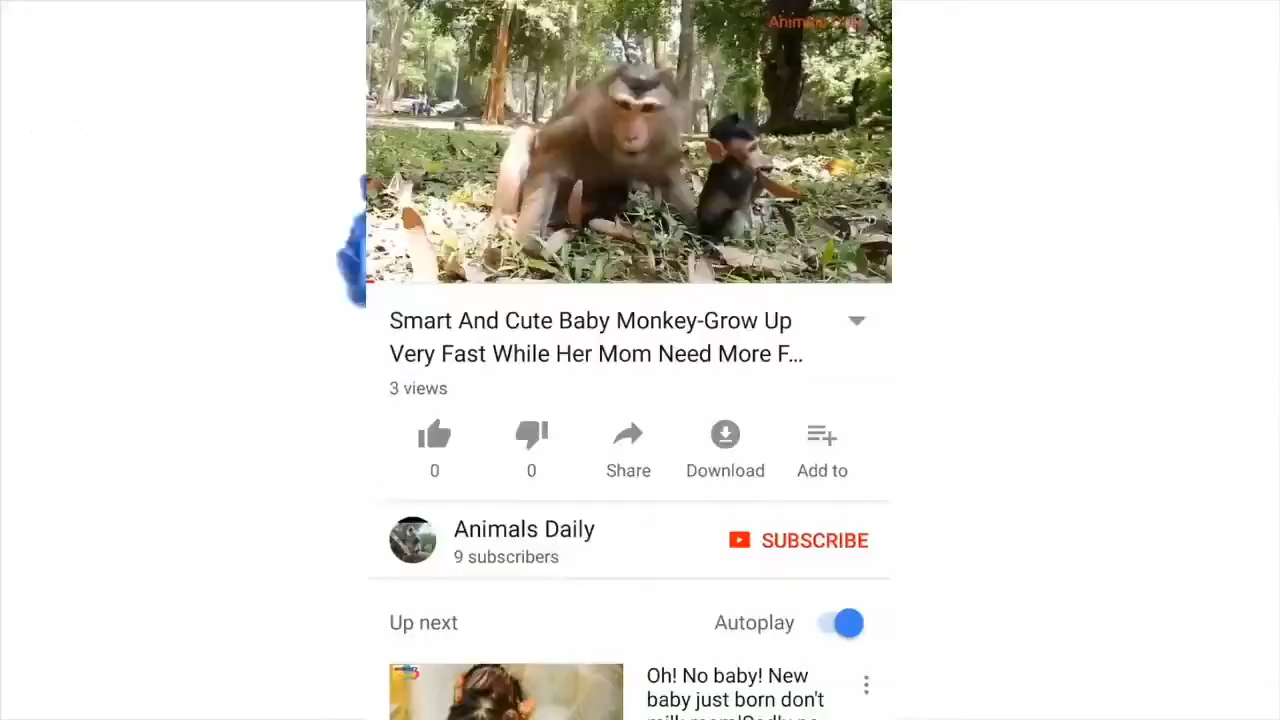 Smart And Cute Baby Monkey-Grow Up
Very Fast While Her Mom Need More F...
3 views
0
0
Share
Download
Add to
Animals Daily
9 subscribers
SUBSCRIBE
Up next
Autoplay
Oh! No baby! New
baby just born don't